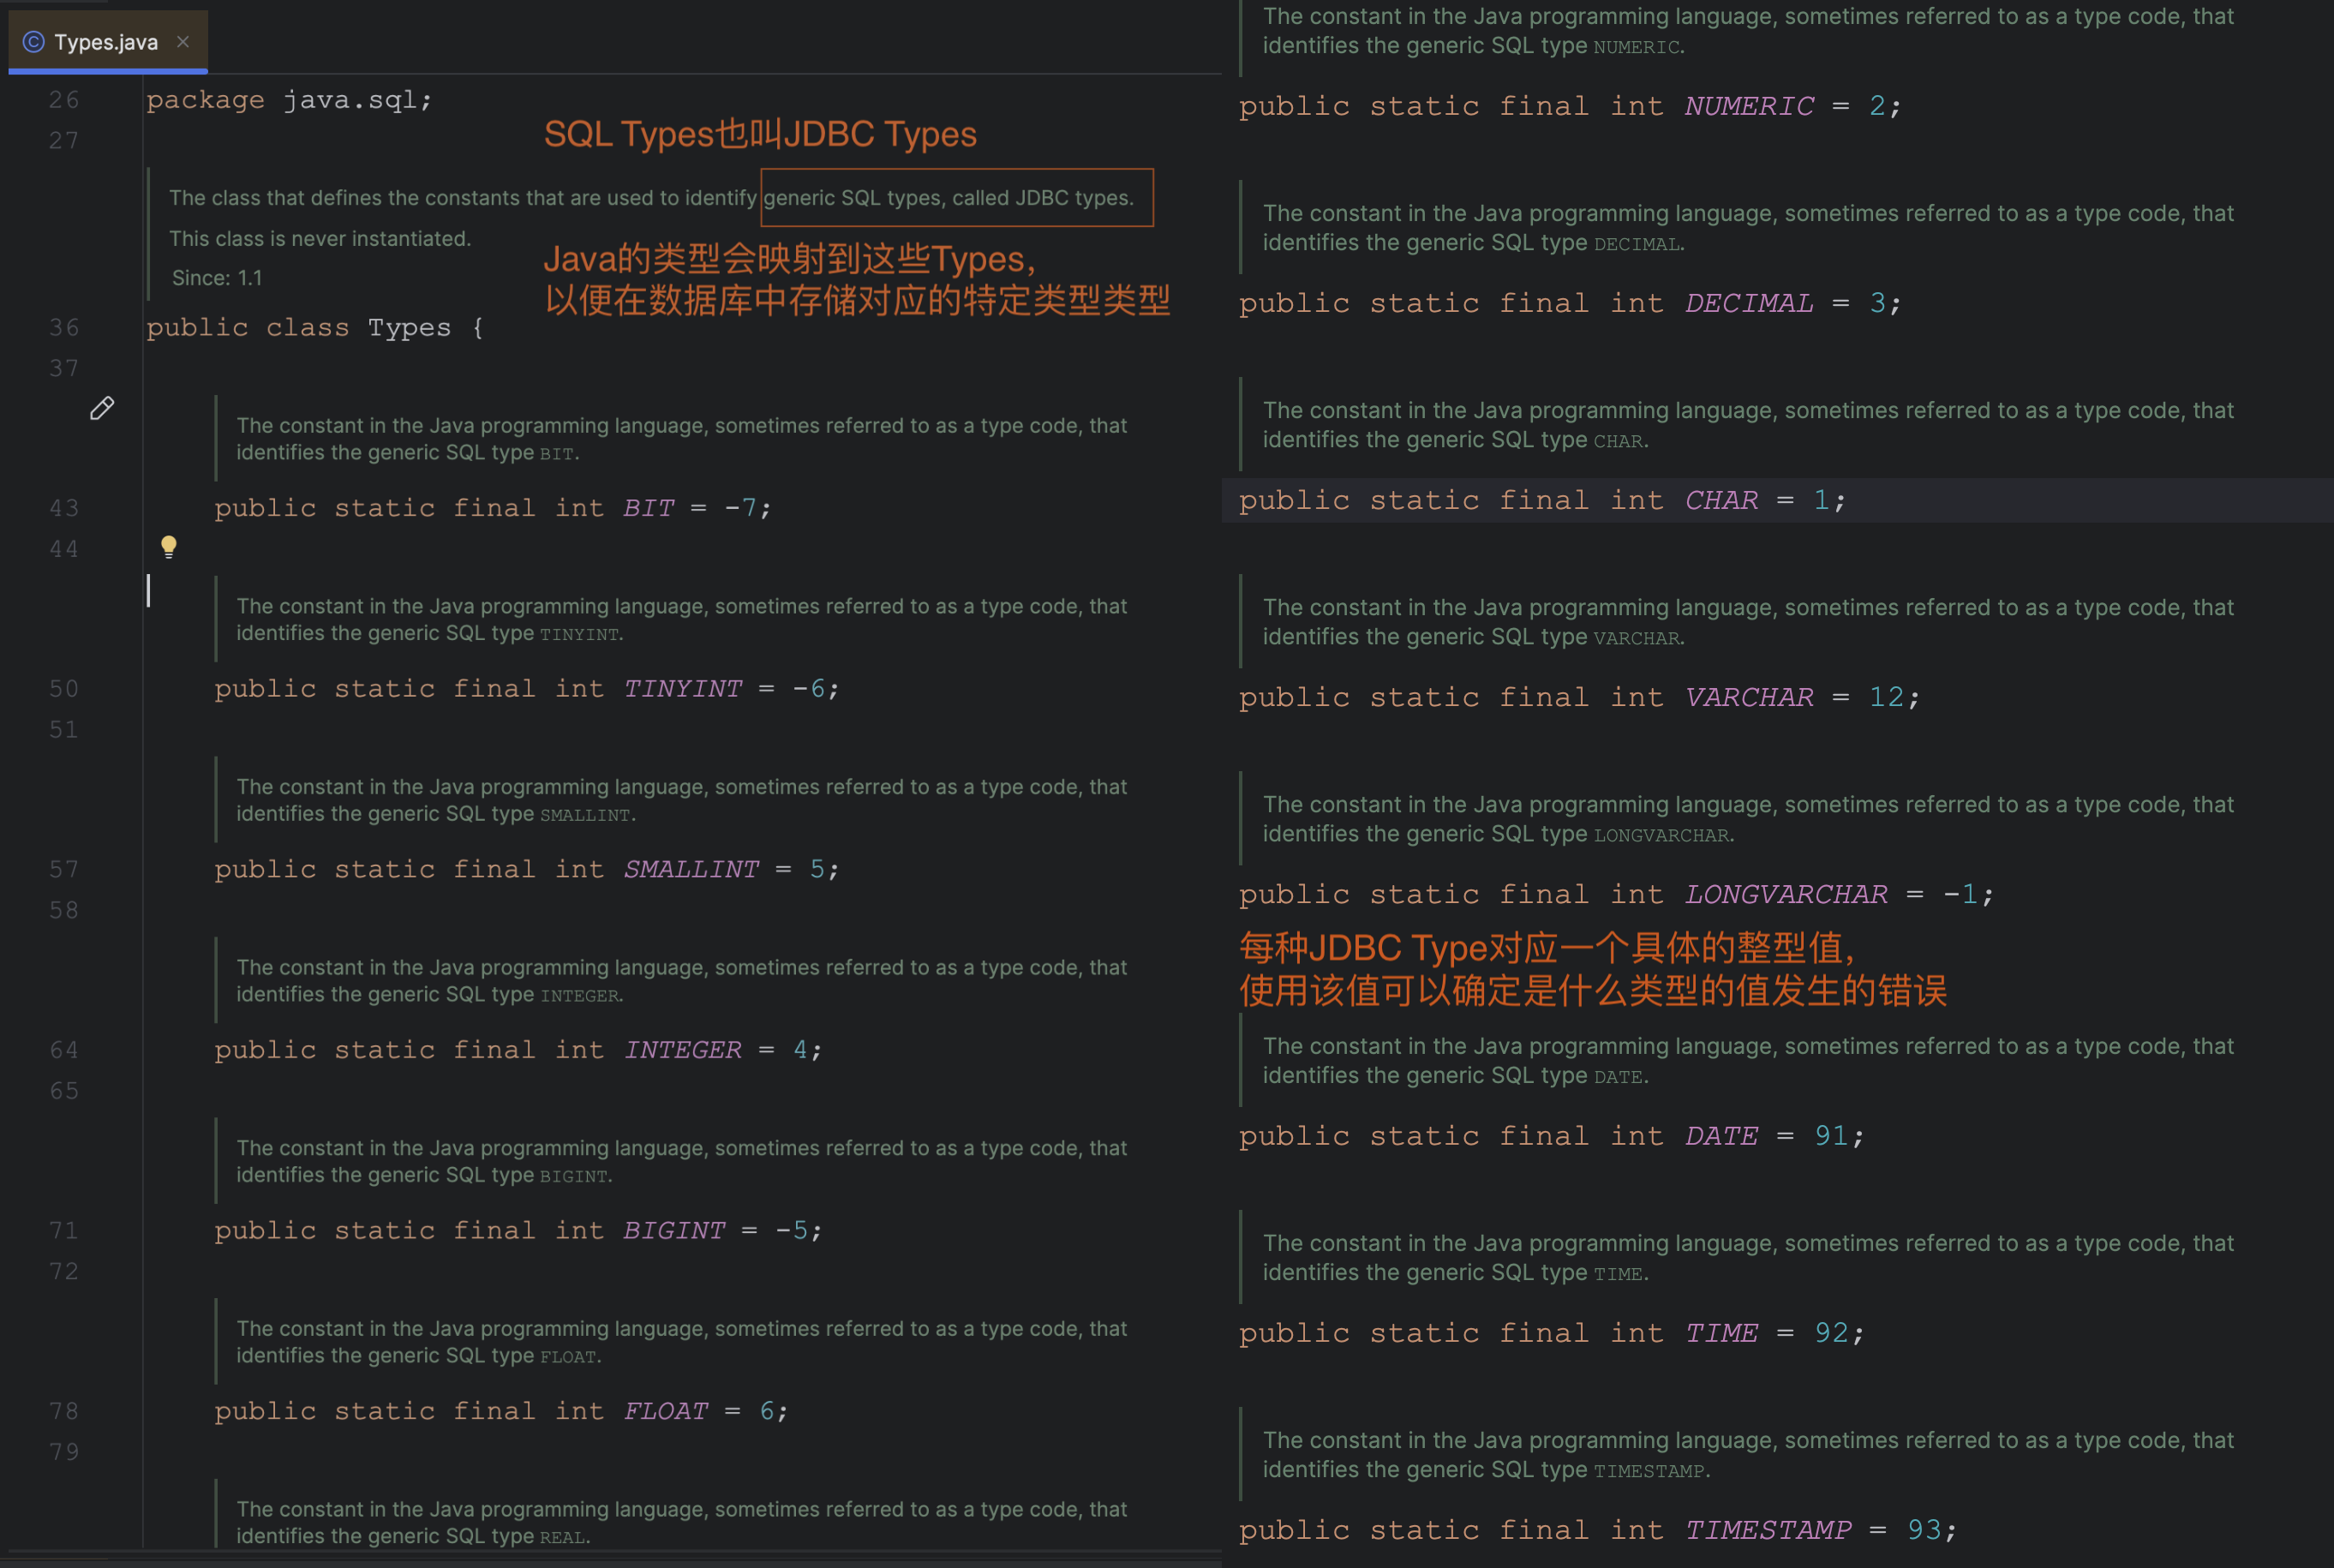 Types.java
26 package java.sql;
27
SQL Types也叫JDBC Types
The class that defines the constants that are used to identify generic SQL types, called JDBC types.
This class is never instantiated.
Since: 1.1
Java的类型会映射到这些Types,
以便在数据库中存储对应的特定类型类型
36 public class Types {
37
The constant in the Java programming language, sometimes referred to as a type code, that
identifies the generic SQL type BIT.
43 public static final int BIT = -7;
44
The constant in the Java programming language, sometimes referred to as a type code, that
identifies the generic SQL type TINYINT.
50 public static final int TINYINT = -6;
51
The constant in the Java programming language, sometimes referred to as a type code, that
identifies the generic SQL type SMALLINT.
57 public static final int SMALLINT = 5;
58
The constant in the Java programming language, sometimes referred to as a type code, that
identifies the generic SQL type INTEGER.
64 public static final int INTEGER = 4;
65
The constant in the Java programming language, sometimes referred to as a type code, that
identifies the generic SQL type BIGINT.
71 public static final int BIGINT = -5;
72
The constant in the Java programming language, sometimes referred to as a type code, that
identifies the generic SQL type FLOAT.
78 public static final int FLOAT = 6;
79
The constant in the Java programming language, sometimes referred to as a type code, that
identifies the generic SQL type REAL.
The constant in the Java programming language, sometimes referred to as a type code, that
identifies the generic SQL type NUMERIC.
public static final int NUMERIC = 2;
The constant in the Java programming language, sometimes referred to as a type code, that
identifies the generic SQL type DECIMAL.
public static final int DECIMAL = 3;
The constant in the Java programming language, sometimes referred to as a type code, that
identifies the generic SQL type CHAR.
public static final int CHAR = 1;
The constant in the Java programming language, sometimes referred to as a type code, that
identifies the generic SQL type VARCHAR.
public static final int VARCHAR = 12;
The constant in the Java programming language, sometimes referred to as a type code, that
identifies the generic SQL type LONGVARCHAR.
public static final int LONGVARCHAR = -1;
每种JDBC Type对应一个具体的整型值,
使用该值可以确定是什么类型的值发生的错误
The constant in the Java programming language, sometimes referred to as a type code, that
identifies the generic SQL type DATE.
public static final int DATE = 91;
The constant in the Java programming language, sometimes referred to as a type code, that
identifies the generic SQL type TIME.
public static final int TIME = 92;
The constant in the Java programming language, sometimes referred to as a type code, that
identifies the generic SQL type TIMESTAMP.
public static final int TIMESTAMP = 93;